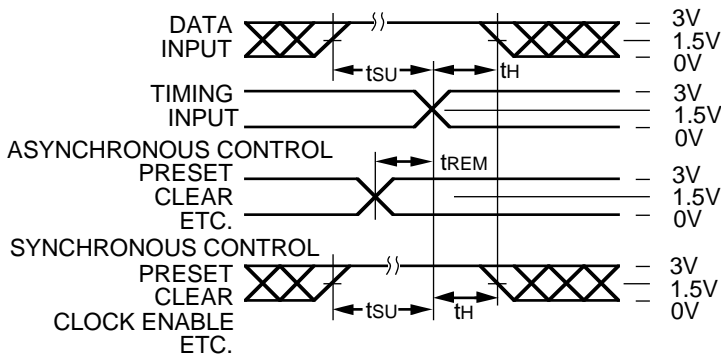 DATA
INPUT
3V
1.5V
0V
tSU
tH
TIMING
INPUT
3V
1.5V
0V
ASYNCHRONOUS CONTROL
PRESET
CLEAR
ETC.
tREM
3V
1.5V
0V
SYNCHRONOUS CONTROL
PRESET
CLEAR
CLOCK ENABLE
ETC.
tSU
tH
3V
1.5V
0V